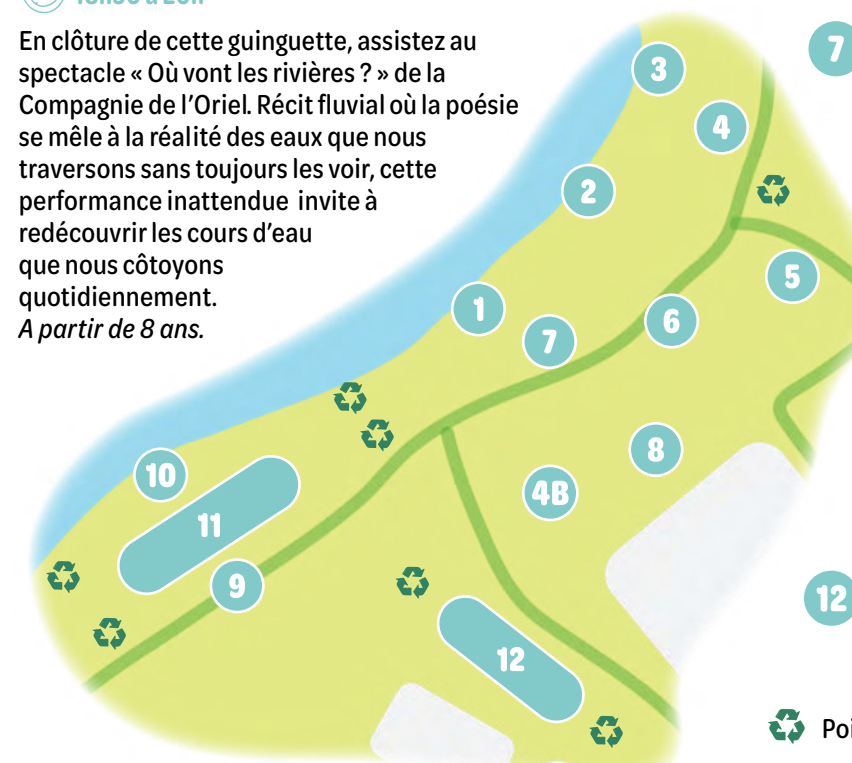 En clôture de cette guinguette, assistez au
spectacle « Où vont les rivières ? » de la
Compagnie de l’Oriel. Récit fluvial où la poésie
se mêle à la réalité des eaux que nous
traversons sans toujours les voir, cette
performance inattendue invite à
redécouvrir les cours d’eau
que nous côtoyons
quotidiennement.
A partir de 8 ans.
7
3
4
2
5
1
6
7
8
10
4B
11
9
12
12
Poi